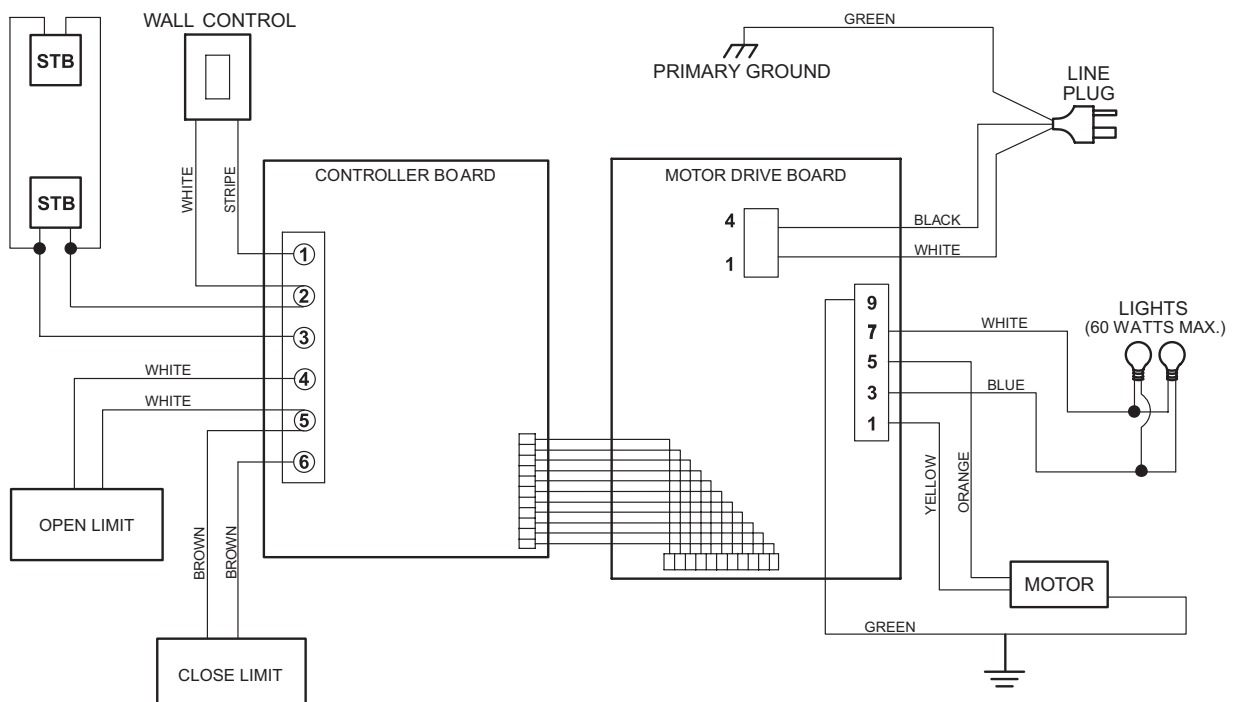 WALL CONTROL
STB
STB
WHITE
STRIPE
CONTROLLER BOARD
1
2
3
4
5
6
WHITE
WHITE
OPEN LIMIT
BROWN
BROWN
CLOSE LIMIT
GREEN
PRIMARY GROUND
LINE
PLUG
MOTOR DRIVE BOARD
4
1
BLACK
WHITE
9
7
5
3
1
WHITE
BLUE
LIGHTS
(60 WATTS MAX.)
YELLOW
ORANGE
MOTOR
GREEN